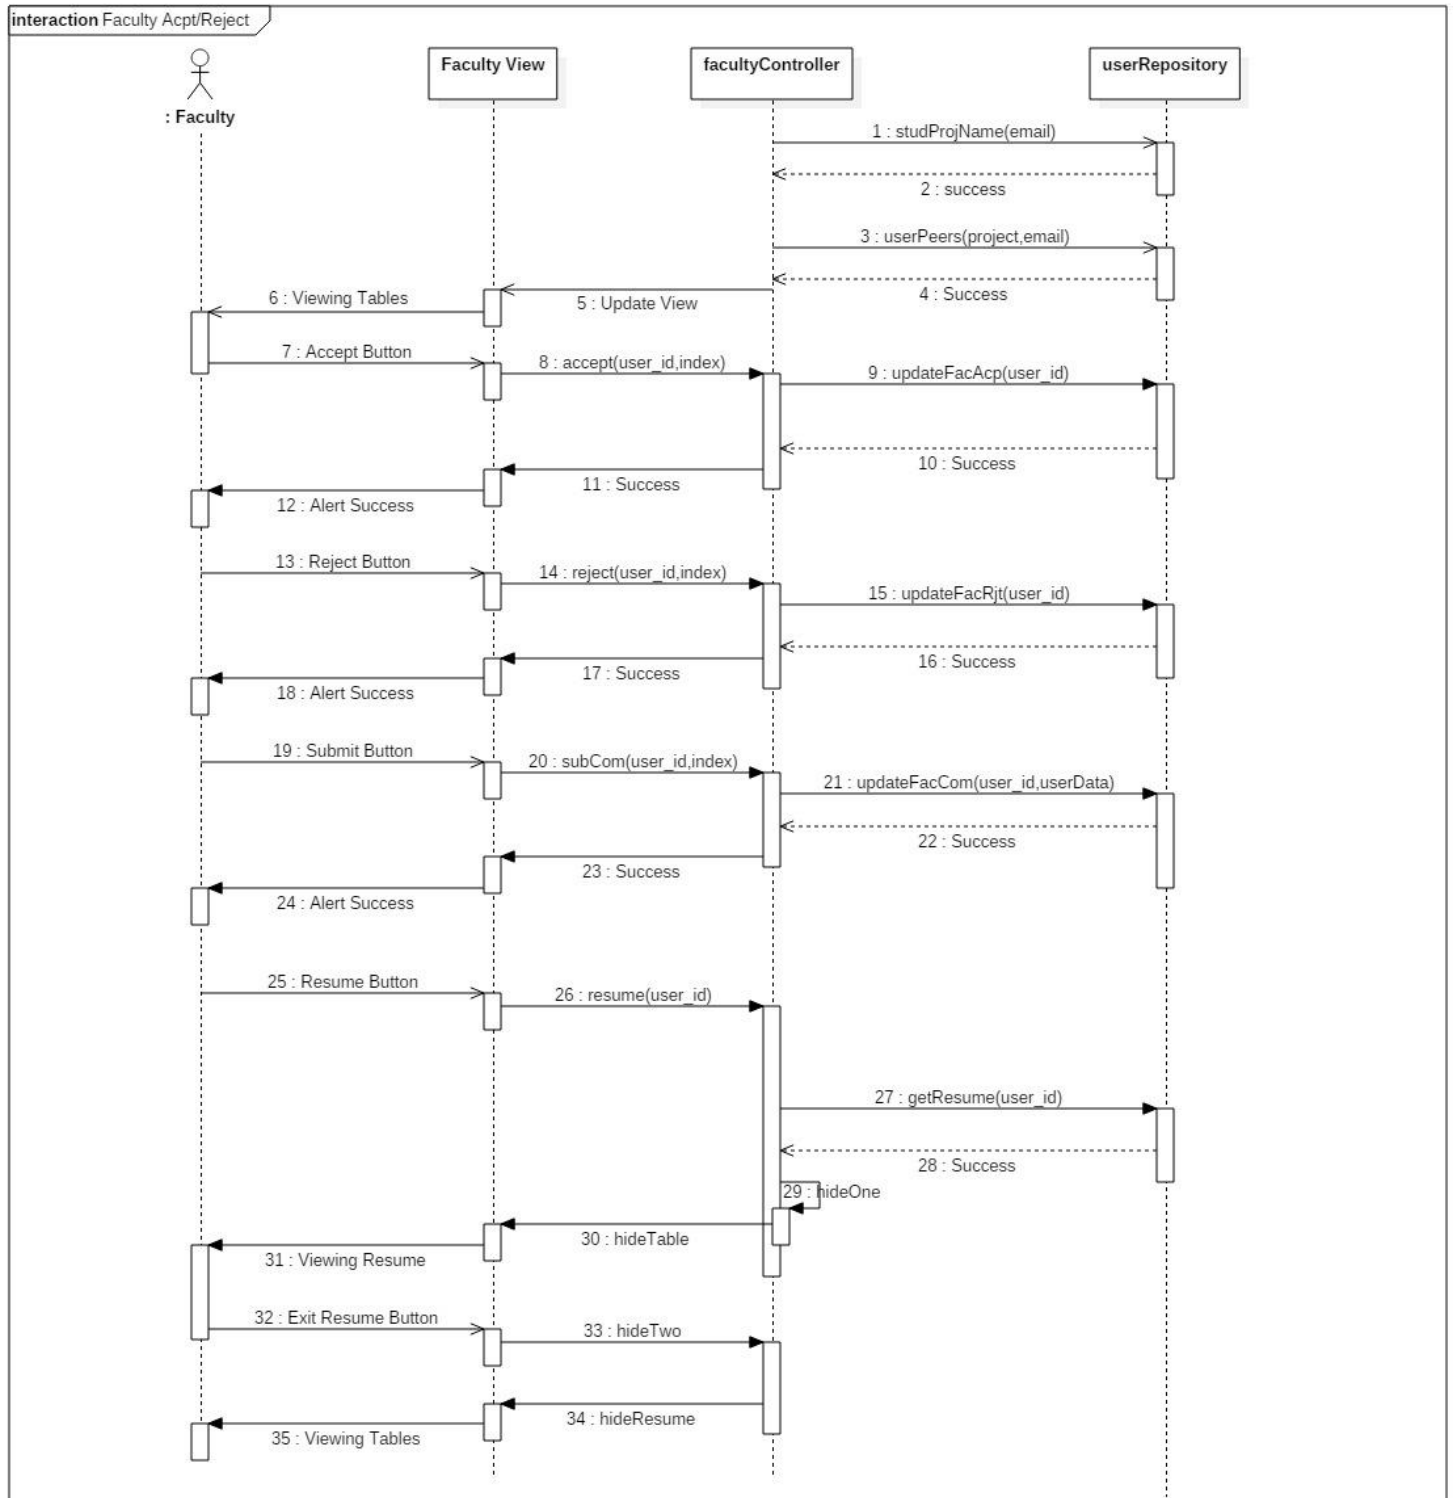 interaction Faculty Acpt/Reject
: Faculty
Faculty View
facultyController
userRepository
1 : studProjName(email)
2 : success
3 : userPeers(project,email)
4 : Success
5 : Update View
6 : Viewing Tables
7 : Accept Button
8 : accept(user_id,index)
9 : updateFacAcp(user_id)
10 : Success
11 : Success
12 : Alert Success
13 : Reject Button
14 : reject(user_id,index)
15 : updateFacRjt(user_id)
16 : Success
17 : Success
18 : Alert Success
19 : Submit Button
20 : subCom(user_id,index)
21 : updateFacCom(user_id,userData)
22 : Success
23 : Success
24 : Alert Success
25 : Resume Button
26 : resume(user_id)
27 : getResume(user_id)
28 : Success
29 : hideOne
30 : hideTable
31 : Viewing Resume
32 : Exit Resume Button
33 : hideTwo
34 : hideResume
35 : Viewing Tables